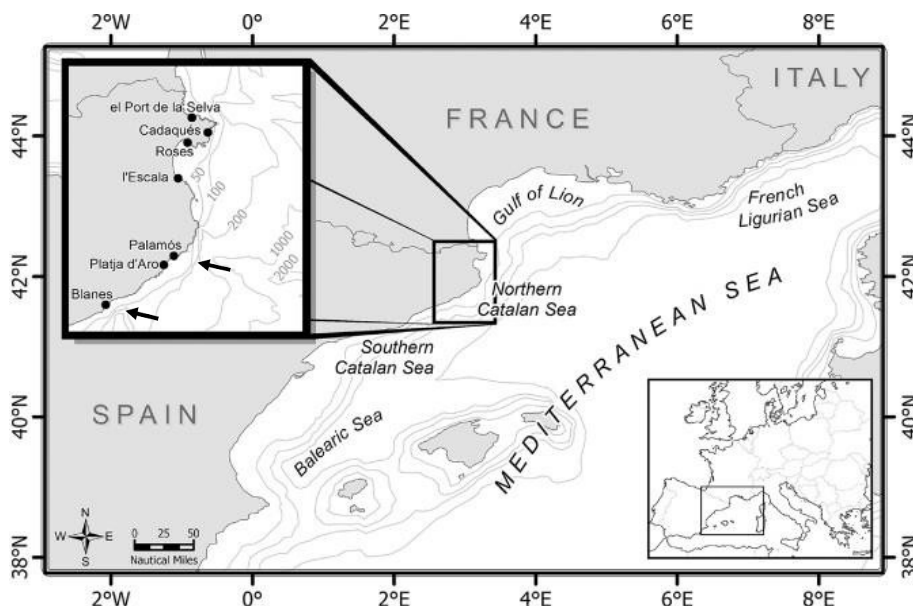 2°W 0° 2°E 4°E 6°E 8°E
ITALY
FRANCE
44°N 44°N
el Port de la Selva
Cadaqués
Roses
l'Escala
50
100
200
1000
2000
Palamós
Platja d'Aro
Blanes
Gulf of Lion
French
Ligurian Sea
42°N 42°N
Northern
Catalan Sea
Southern
Catalan Sea
MEDITERRANEAN SEA
SPAIN
40°N 40°N
Balearic Sea
N
W E
S
0 25 50
Nautical Miles
38°N 38°N
2°W 0° 2°E 4°E 6°E 8°E